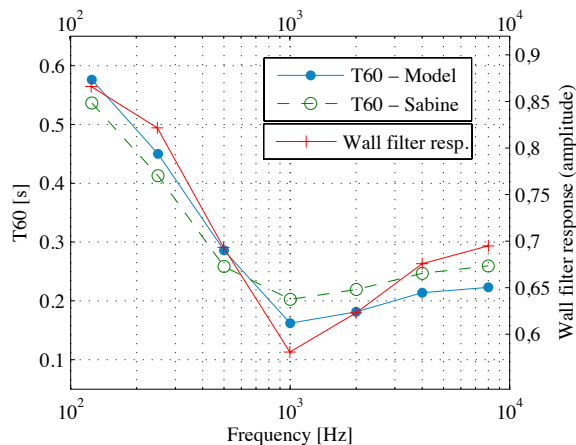 10² 10³ 10⁴
T60 – Model
T60 – Sabine
Wall filter resp.
0.6
0.5
0.4
0.3
0.2
0.1
T60 [s]
0.9
0.85
0.8
0.75
0.7
0.65
0.6
Wall filter response (amplitude)
10² 10³ 10⁴
Frequency [Hz]